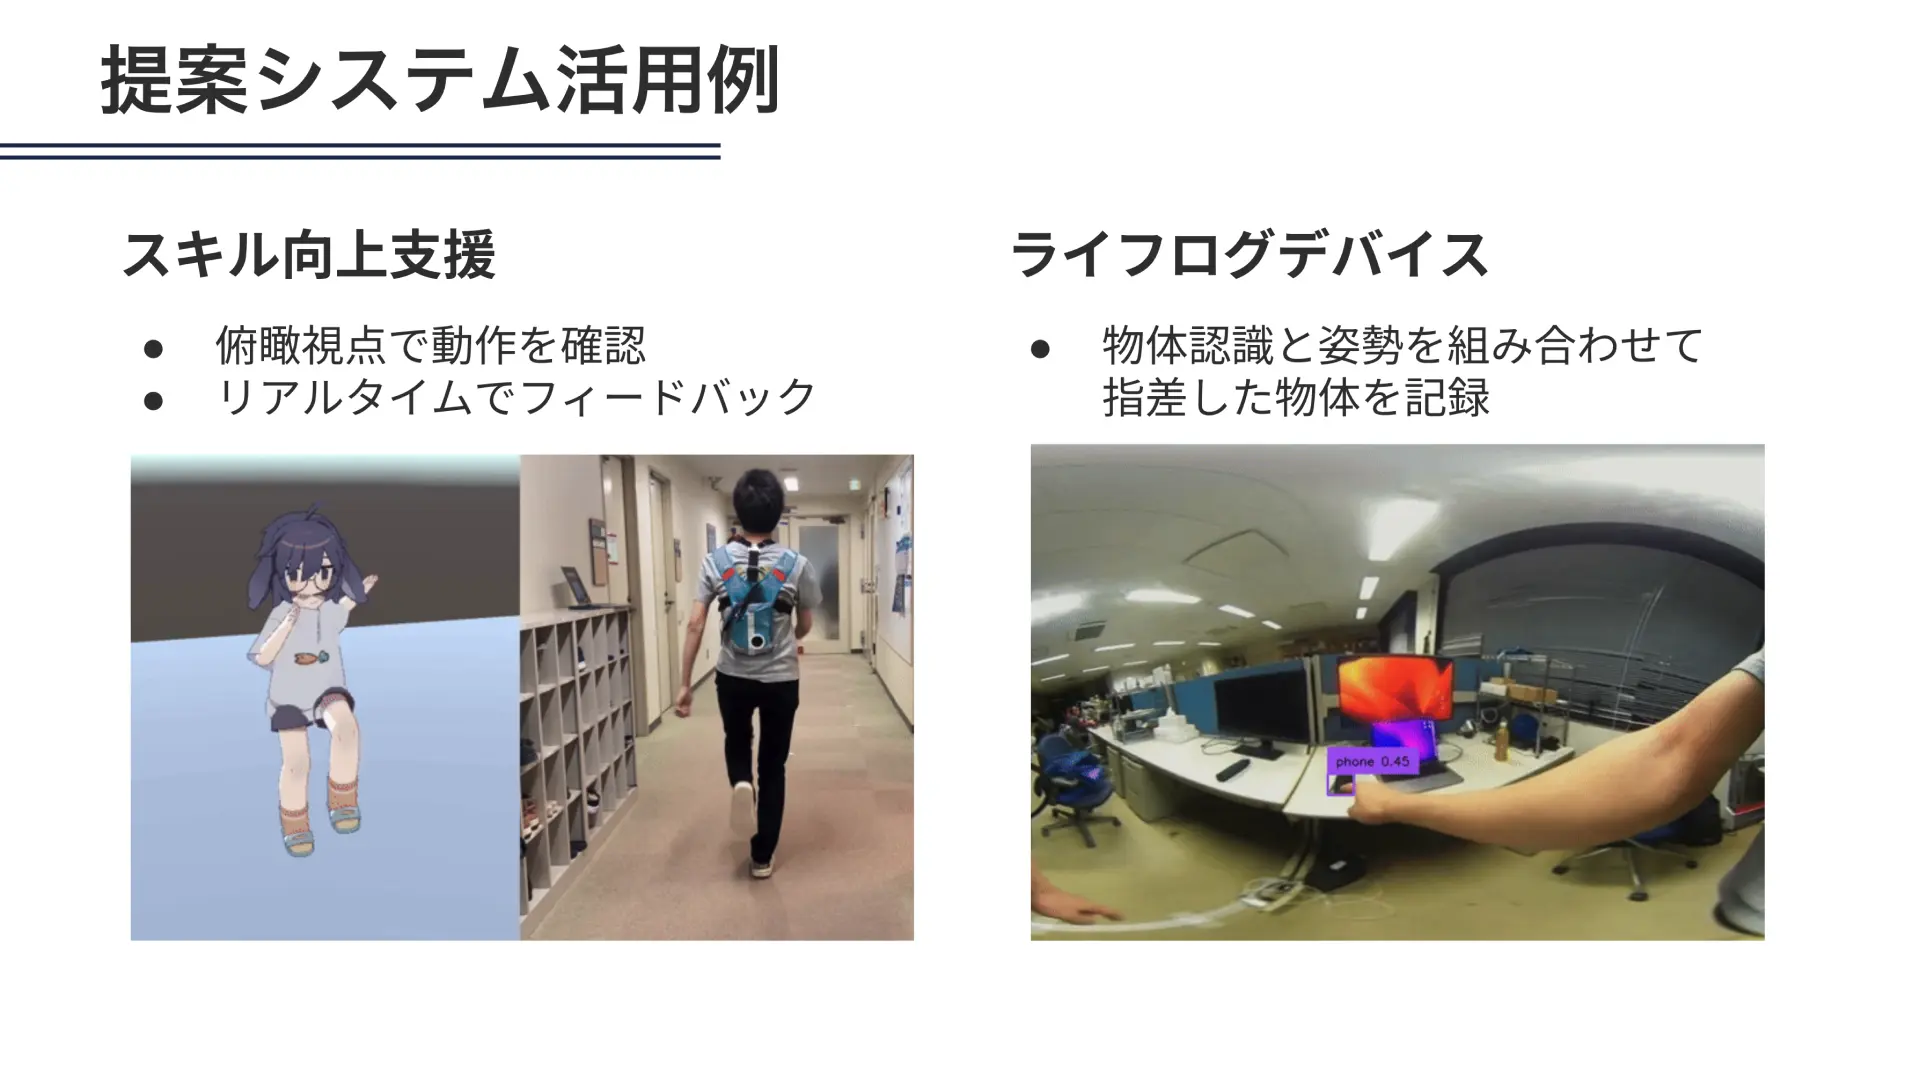 提案システム活用例
スキル向上支援
● 俯瞰視点で動作を確認
● リアルタイムでフィードバック
ライフログデバイス
● 物体認識と姿勢を組み合わせて
指差した物体を記録
phone 0.45